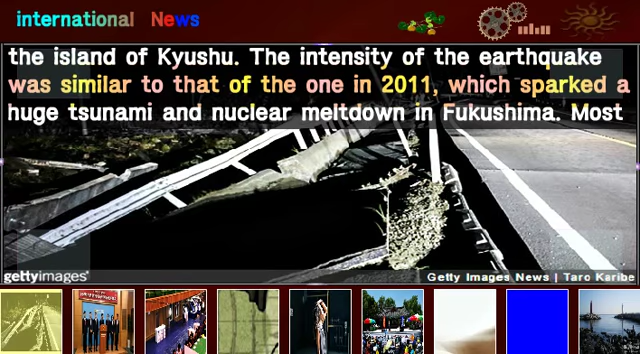 international News
the island of Kyushu. The intensity of the earthquake
was similar to that of the one in 2011, which sparked a
huge tsunami and nuclear meltdown in Fukushima. Most
gettyimages®
Getty Images News | Taro Karibe